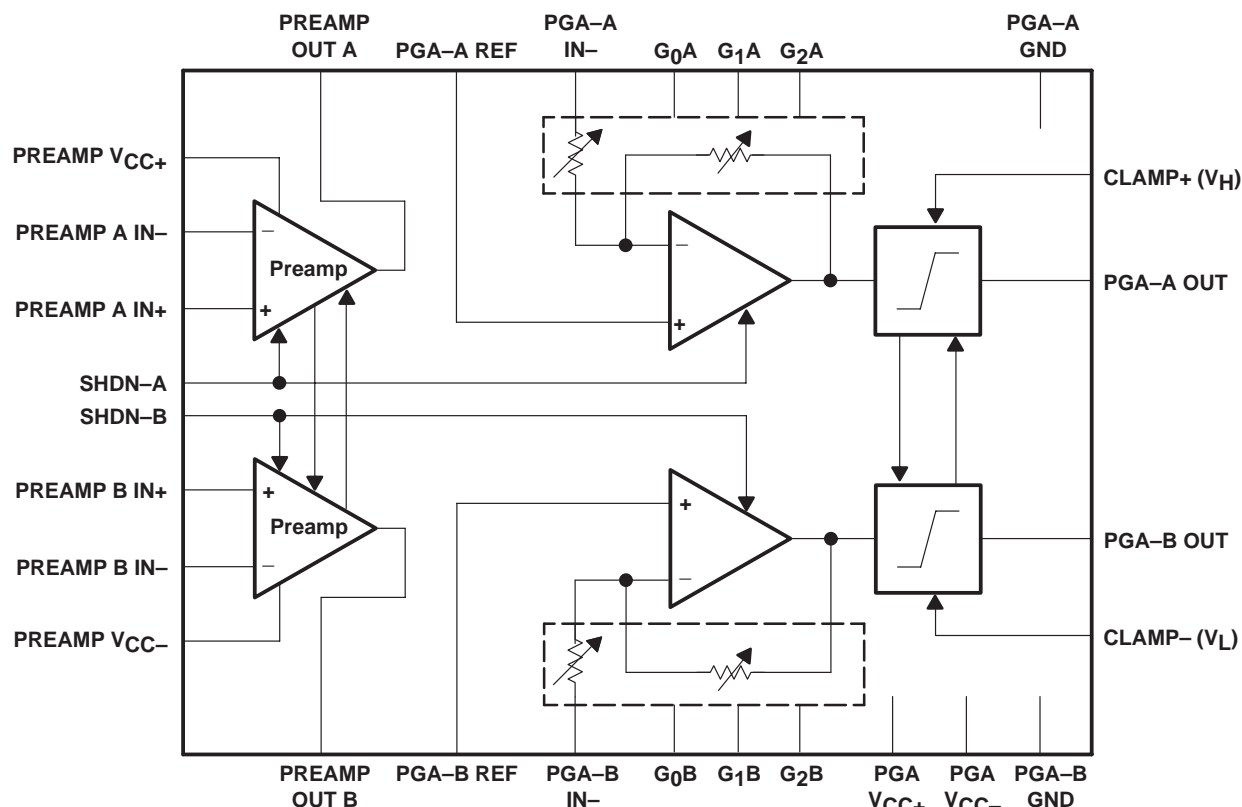 PREAMP
OUT A
PGA–A REF
PGA–A
IN–
G0A
G1A
G2A
PGA–A
GND
PREAMP VCC+
PREAMP A IN–
PREAMP A IN+
SHDN–A
SHDN–B
PREAMP B IN+
PREAMP B IN–
PREAMP VCC–
–
Preamp
+
+
Preamp
–
–
+
+
–
CLAMP+ (VH)
PGA–A OUT
PGA–B OUT
CLAMP– (VL)
PREAMP
OUT B
PGA–B REF
PGA–B
IN–
G0B
G1B
G2B
PGA
VCC+
PGA
VCC–
PGA–B
GND